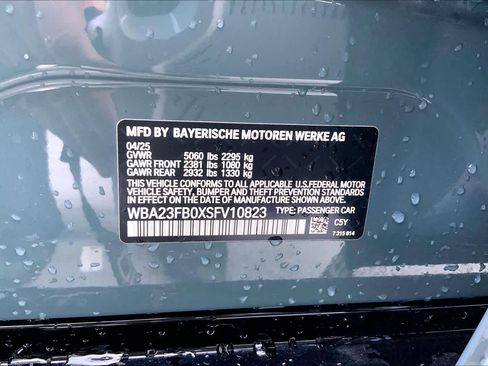 MFD BY BAYERISCHE MOTOREN WERKE AG
04/25
GVWR 5060 lbs 2295 kg
GAWR FRONT 2381 lbs 1080 kg
GAWR REAR 2932 lbs 1330 kg
THIS VEHICLE CONFORMS TO ALL APPLICABLE U.S.FEDERAL MOTOR
VEHICLE SAFETY, BUMPER AND THEFT PREVENTION STANDARDS
IN EFFECT ON THE DATE OF MANUFACTURE SHOWN ABOVE.
WBA23FB0XSFV10823 TYPE: PASSENGER CAR
C5Y
7 315 814